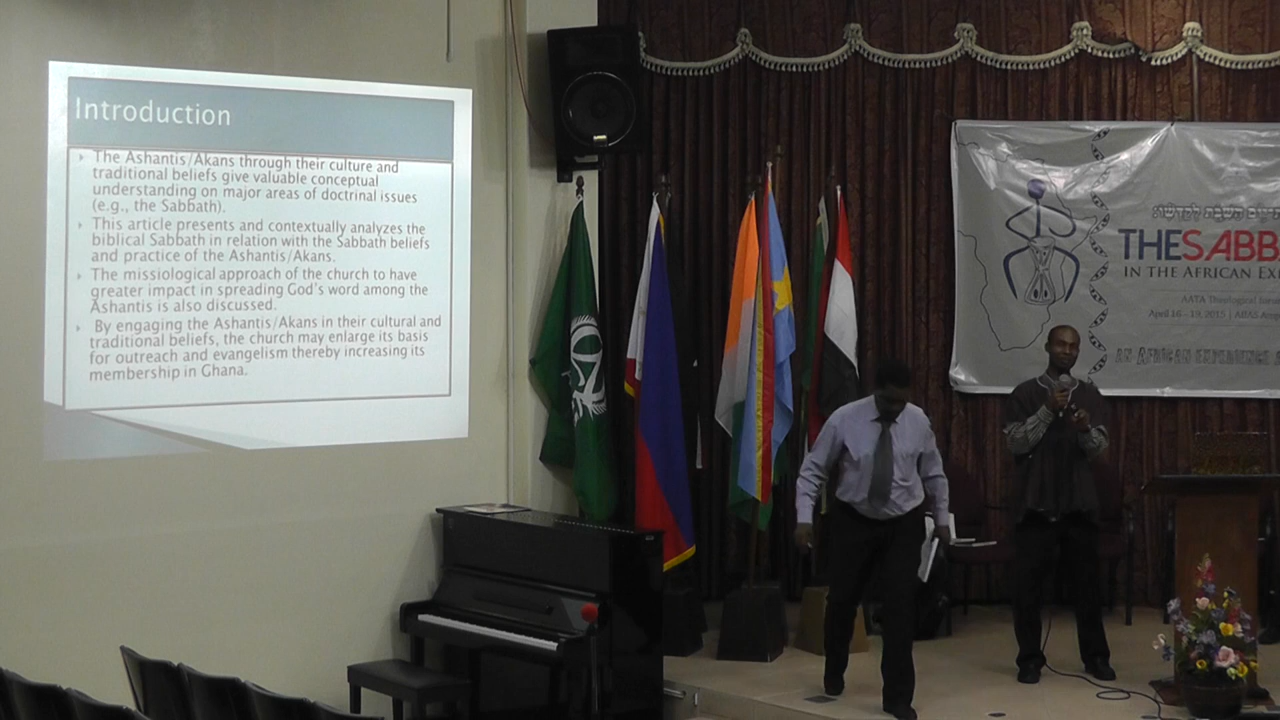 Introduction
The Ashantis/Akans through their culture and
traditional beliefs give valuable conceptual
understanding on major areas of doctrinal issues
(e.g., the Sabbath).
This article presents and contextually analyzes the
biblical Sabbath in relation with the Sabbath beliefs
and practice of the Ashantis/Akans.
The missiological approach of the church to have
greater impact in spreading God's word among the
Ashantis is also discussed.
By engaging the Ashantis/Akans in their cultural and
traditional beliefs, the church may enlarge its basis
for outreach and evangelism thereby increasing its
membership in Ghana.
THESABB
IN THE AFRICAN EX
AATA Theological
April 16 - 19, 2015 | AIIAS
AN AFRICAN EXPERIENCE